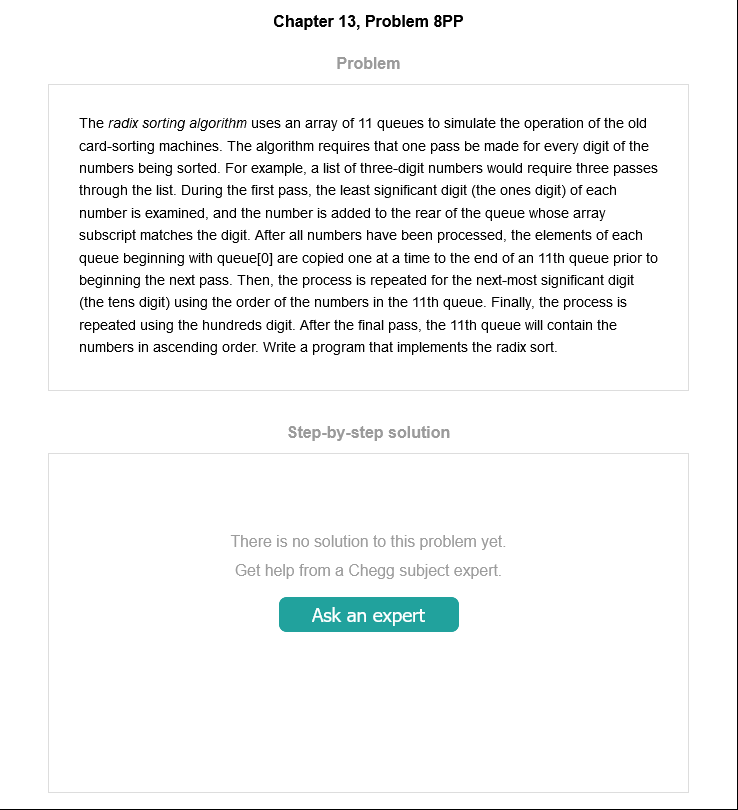 Chapter 13, Problem 8PP
Problem
The radix sorting algorithm uses an array of 11 queues to simulate the operation of the old
card-sorting machines. The algorithm requires that one pass be made for every digit of the
numbers being sorted. For example, a list of three-digit numbers would require three passes
through the list. During the first pass, the least significant digit (the ones digit) of each
number is examined, and the number is added to the rear of the queue whose array
subscript matches the digit. After all numbers have been processed, the elements of each
queue beginning with queue[0] are copied one at a time to the end of an 11th queue prior to
beginning the next pass. Then, the process is repeated for the next-most significant digit
(the tens digit) using the order of the numbers in the 11th queue. Finally, the process is
repeated using the hundreds digit. After the final pass, the 11th queue will contain the
numbers in ascending order. Write a program that implements the radix sort.
Step-by-step solution
There is no solution to this problem yet.
Get help from a Chegg subject expert.
Ask an expert